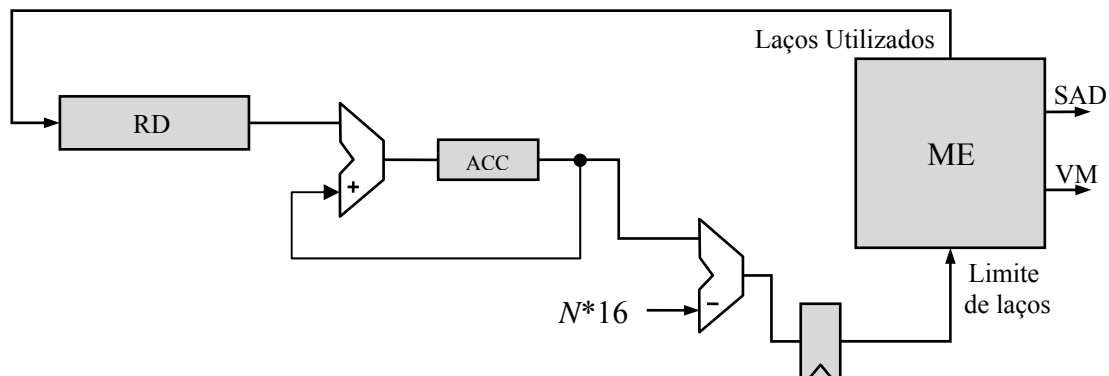 Laços Utilizados
RD
ACC
+
ME
SAD
VM
N*16
−
Limite
de laços